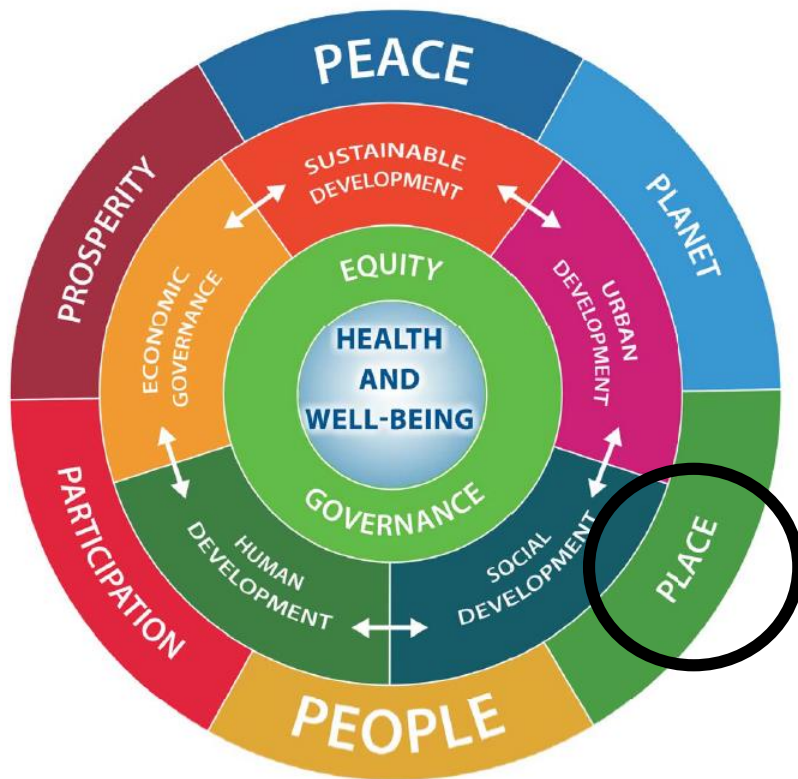 PEACE
PLANET
PLACE
PEOPLE
PARTICIPATION
PROSPERITY
SUSTAINABLE
DEVELOPMENT
URBAN
DEVELOPMENT
SOCIAL
DEVELOPMENT
HUMAN
DEVELOPMENT
ECONOMIC
GOVERNANCE
EQUITY
GOVERNANCE
HEALTH
AND
WELL-BEING